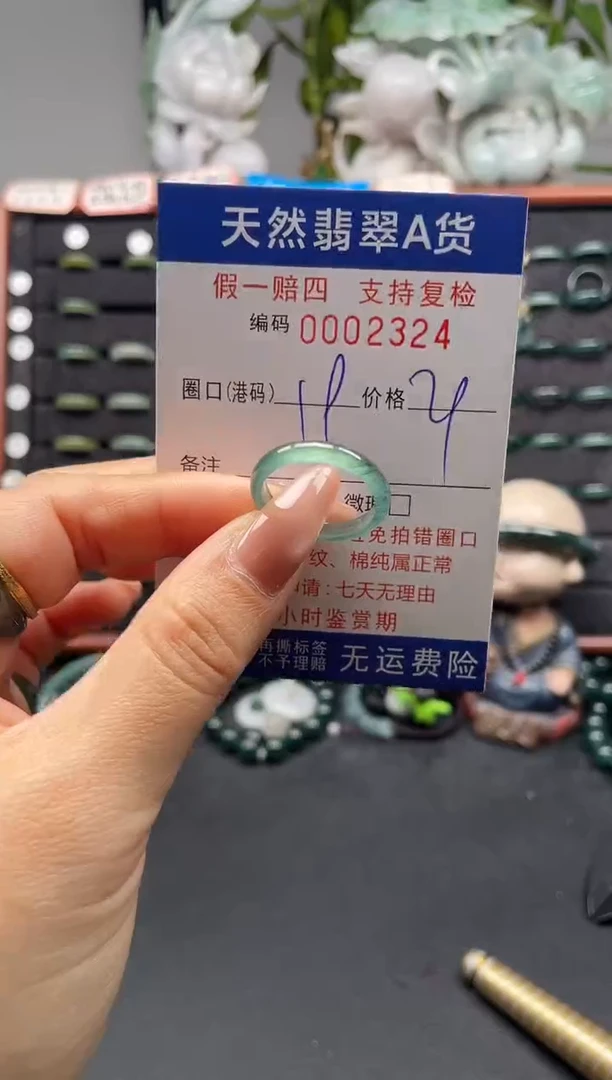 天然翡翠A货
假一赔四 支持复检
编码 0002324
圈口(港码) 价格
备注
微瑕
免拍错圈口
纹、棉纯属正常
请:七天无理由
小时鉴赏期
再撕标签
不予理赔 无运费险